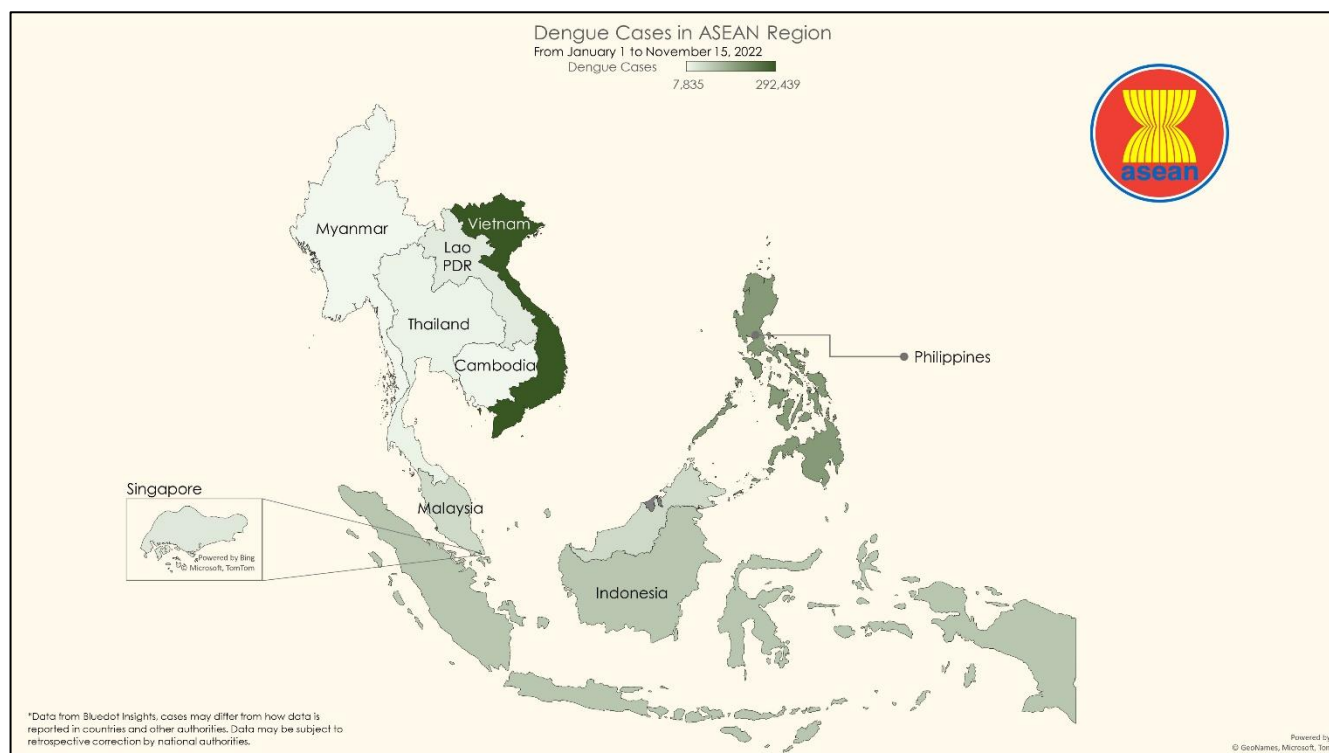 Dengue Cases in ASEAN Region
From January 1 to November 15, 2022
Dengue Cases
7,835 292,439
asean
Myanmar
Vietnam
Lao
PDR
Thailand
Cambodia
Philippines
Singapore
Powered by Bing
© Microsoft, TomTom
Malaysia
Indonesia
*Data from Bluedot Insights, cases may differ from how data is
reported in countries and other authorities. Data may be subject to
retrospective correction by national authorities.
Powered by
© GeoNames, Microsoft, Tom